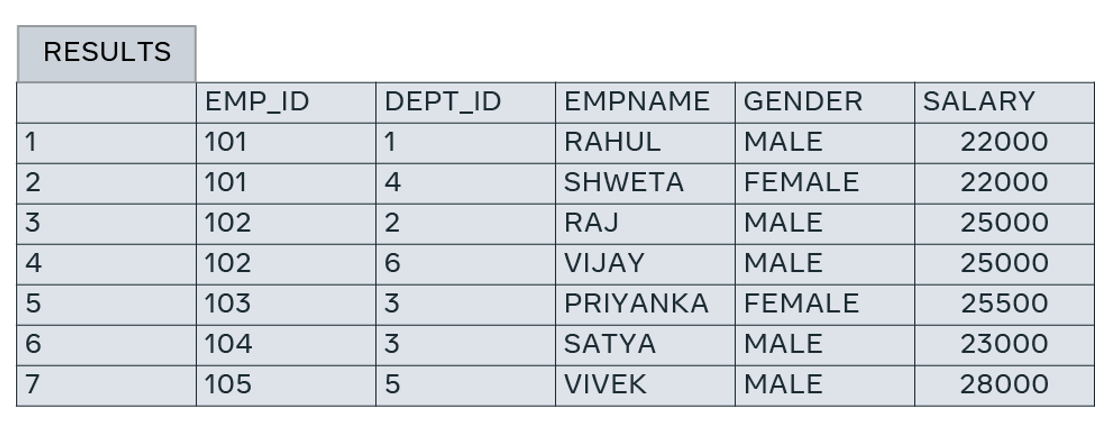 RESULTS
EMP_ID DEPT_ID EMPNAME GENDER SALARY
1 101 1 RAHUL MALE 22000
2 101 4 SHWETA FEMALE 22000
3 102 2 RAJ MALE 25000
4 102 6 VIJAY MALE 25000
5 103 3 PRIYANKA FEMALE 25500
6 104 3 SATYA MALE 23000
7 105 5 VIVEK MALE 28000